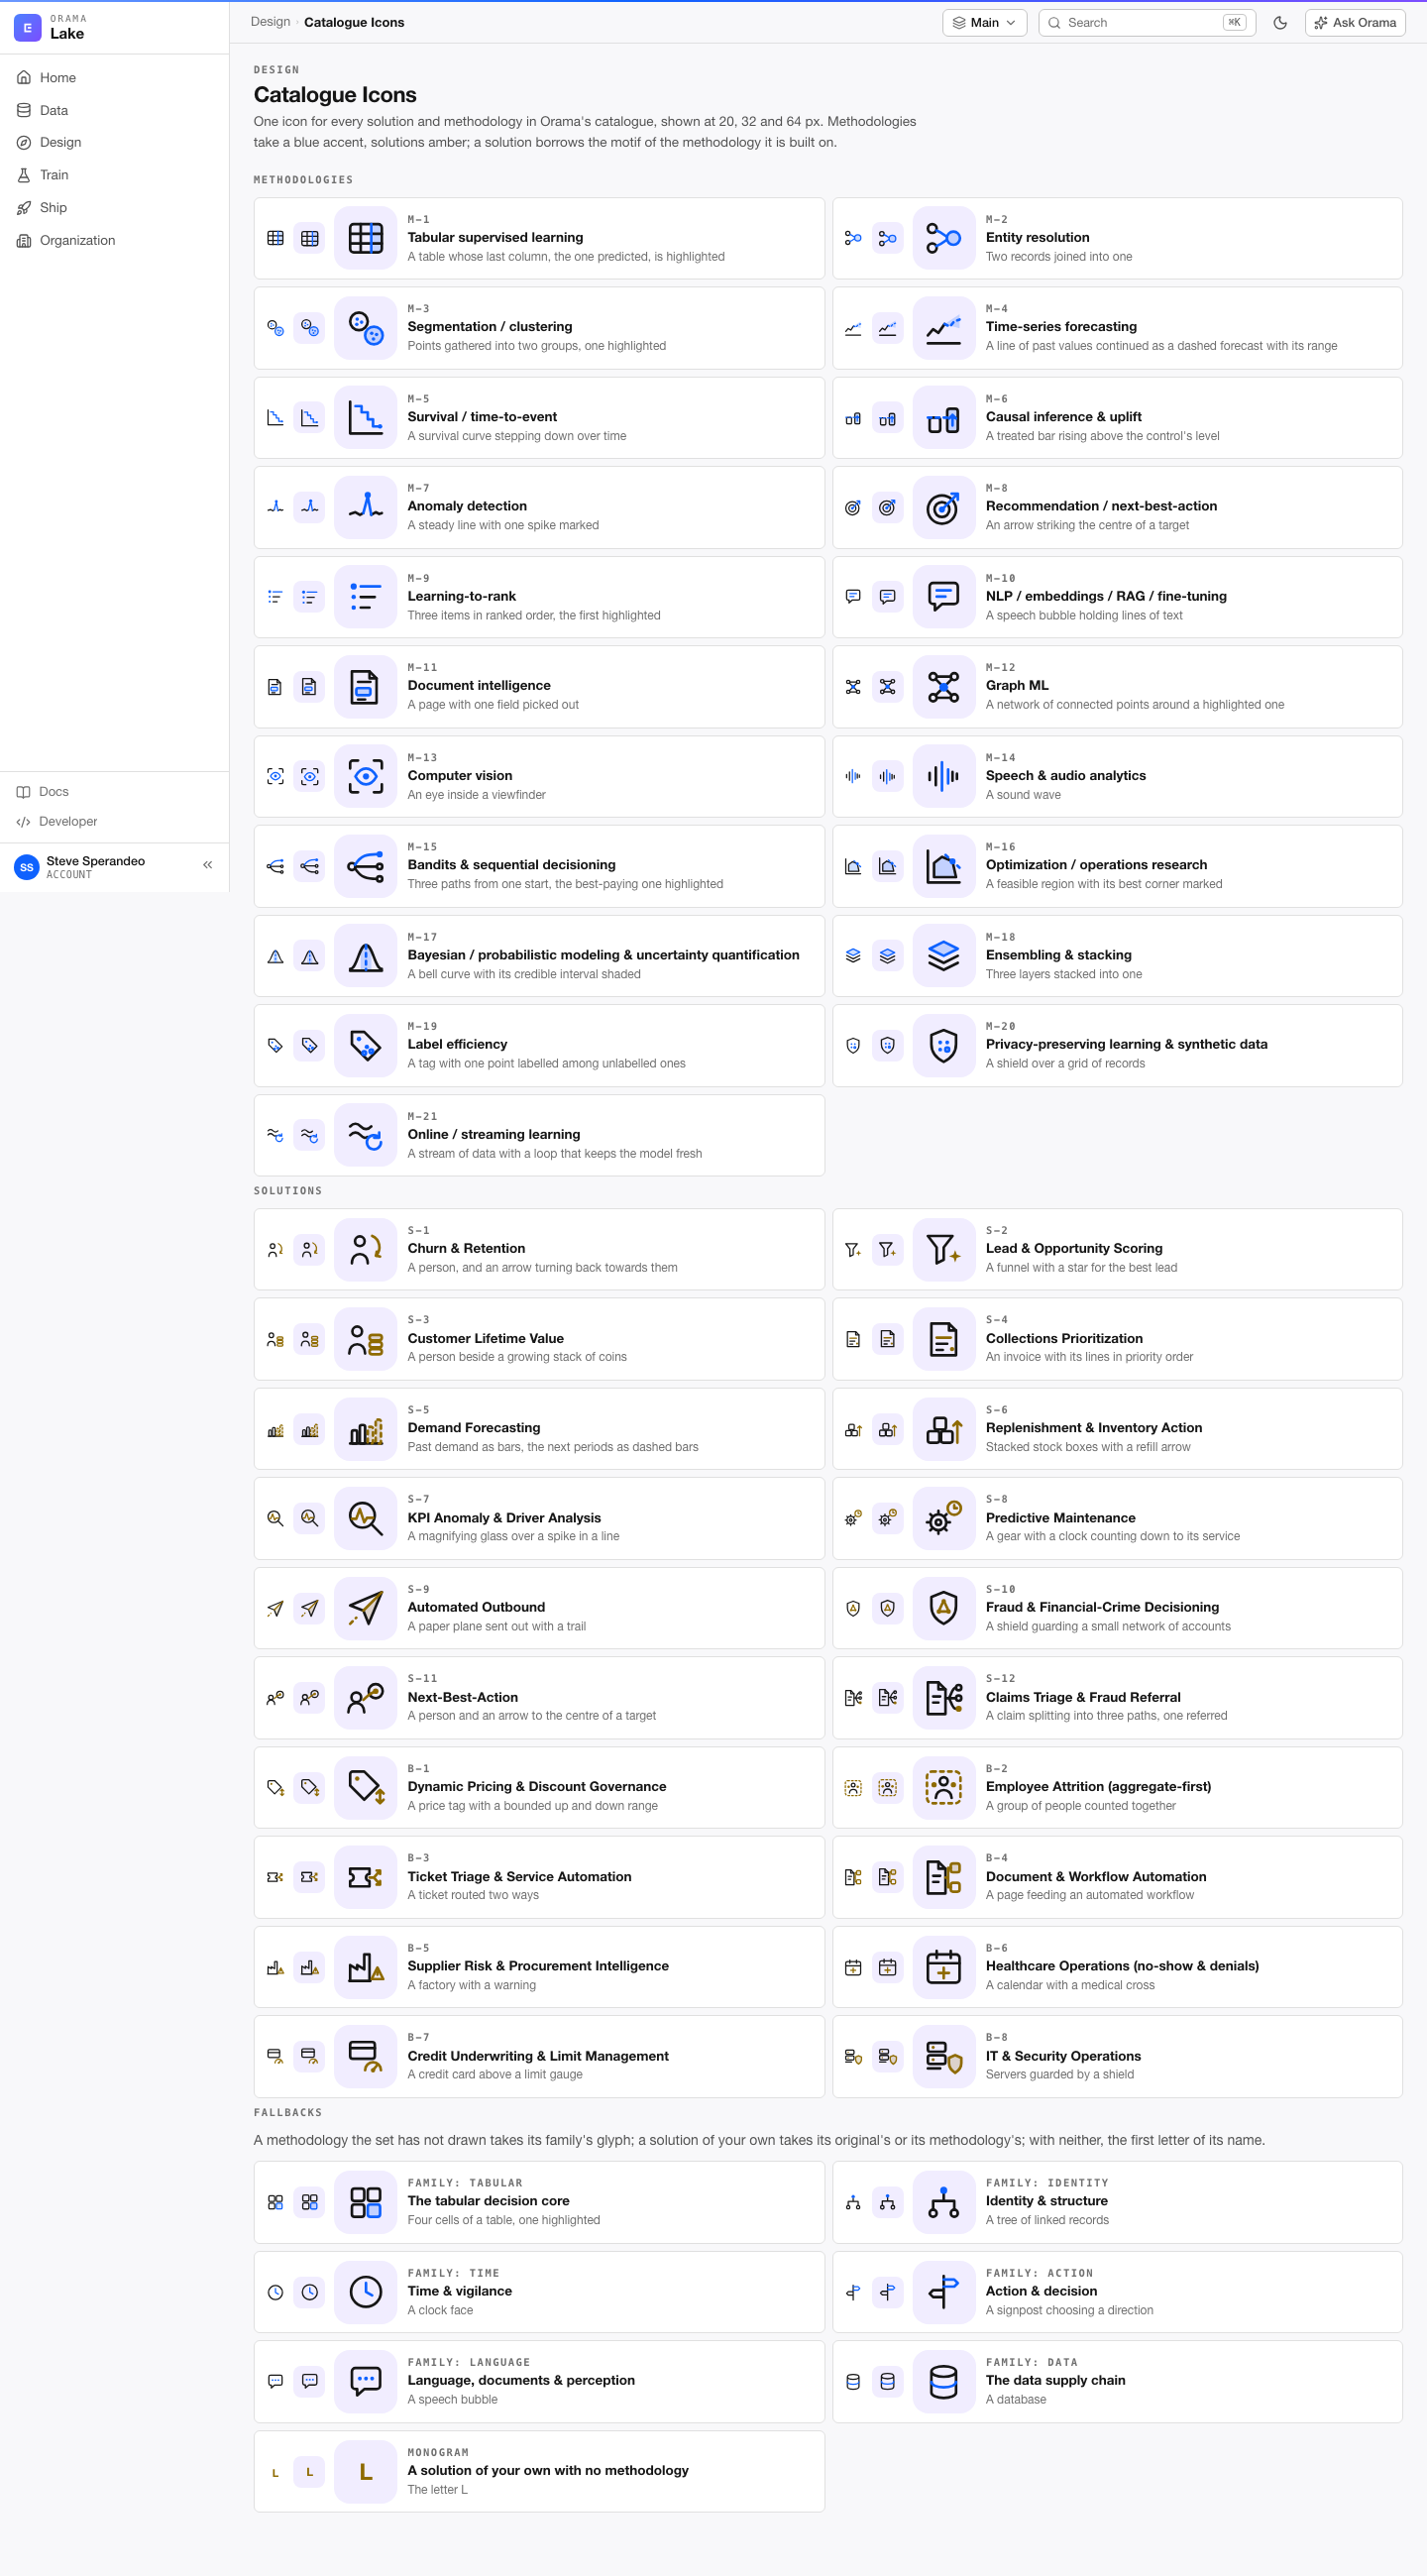 ORAMA
Lake
Home
Data
Design
Train
Ship
Organization
Docs
Developer
SS
Steve Sperandeo
ACCOUNT
Design
Catalogue Icons
Main
Search
⌘K
Ask Orama
DESIGN
Catalogue Icons
One icon for every solution and methodology in Orama's catalogue, shown at 20, 32 and 64 px. Methodologies
take a blue accent, solutions amber; a solution borrows the motif of the methodology it is built on.
METHODOLOGIES
M-1
Tabular supervised learning
A table whose last column, the one predicted, is highlighted
M-2
Entity resolution
Two records joined into one
M-3
Segmentation / clustering
Points gathered into two groups, one highlighted
M-4
Time-series forecasting
A line of past values continued as a dashed forecast with its range
M-5
Survival / time-to-event
A survival curve stepping down over time
M-6
Causal inference & uplift
A treated bar rising above the control's level
M-7
Anomaly detection
A steady line with one spike marked
M-8
Recommendation / next-best-action
An arrow striking the centre of a target
M-9
Learning-to-rank
Three items in ranked order, the first highlighted
M-10
NLP / embeddings / RAG / fine-tuning
A speech bubble holding lines of text
M-11
Document intelligence
A page with one field picked out
M-12
Graph ML
A network of connected points around a highlighted one
M-13
Computer vision
An eye inside a viewfinder
M-14
Speech & audio analytics
A sound wave
M-15
Bandits & sequential decisioning
Three paths from one start, the best-paying one highlighted
M-16
Optimization / operations research
A feasible region with its best corner marked
M-17
Bayesian / probabilistic modeling & uncertainty quantification
A bell curve with its credible interval shaded
M-18
Ensembling & stacking
Three layers stacked into one
M-19
Label efficiency
A tag with one point labelled among unlabelled ones
M-20
Privacy-preserving learning & synthetic data
A shield over a grid of records
M-21
Online / streaming learning
A stream of data with a loop that keeps the model fresh
SOLUTIONS
S-1
Churn & Retention
A person, and an arrow turning back towards them
S-2
Lead & Opportunity Scoring
A funnel with a star for the best lead
S-3
Customer Lifetime Value
A person beside a growing stack of coins
S-4
Collections Prioritization
An invoice with its lines in priority order
S-5
Demand Forecasting
Past demand as bars, the next periods as dashed bars
S-6
Replenishment & Inventory Action
Stacked stock boxes with a refill arrow
S-7
KPI Anomaly & Driver Analysis
A magnifying glass over a spike in a line
S-8
Predictive Maintenance
A gear with a clock counting down to its service
S-9
Automated Outbound
A paper plane sent out with a trail
S-10
Fraud & Financial-Crime Decisioning
A shield guarding a small network of accounts
S-11
Next-Best-Action
A person and an arrow to the centre of a target
S-12
Claims Triage & Fraud Referral
A claim splitting into three paths, one referred
B-1
Dynamic Pricing & Discount Governance
A price tag with a bounded up and down range
B-2
Employee Attrition (aggregate-first)
A group of people counted together
B-3
Ticket Triage & Service Automation
A ticket routed two ways
B-4
Document & Workflow Automation
A page feeding an automated workflow
B-5
Supplier Risk & Procurement Intelligence
A factory with a warning
B-6
Healthcare Operations (no-show & denials)
A calendar with a medical cross
B-7
Credit Underwriting & Limit Management
A credit card above a limit gauge
B-8
IT & Security Operations
Servers guarded by a shield
FALLBACKS
A methodology the set has not drawn takes its family's glyph; a solution of your own takes its original's or its methodology's; with neither, the first letter of its name.
FAMILY: TABULAR
The tabular decision core
Four cells of a table, one highlighted
FAMILY: IDENTITY
Identity & structure
A tree of linked records
FAMILY: TIME
Time & vigilance
A clock face
FAMILY: ACTION
Action & decision
A signpost choosing a direction
FAMILY: LANGUAGE
Language, documents & perception
A speech bubble
FAMILY: DATA
The data supply chain
A database
L
L
L
MONOGRAM
A solution of your own with no methodology
The letter L